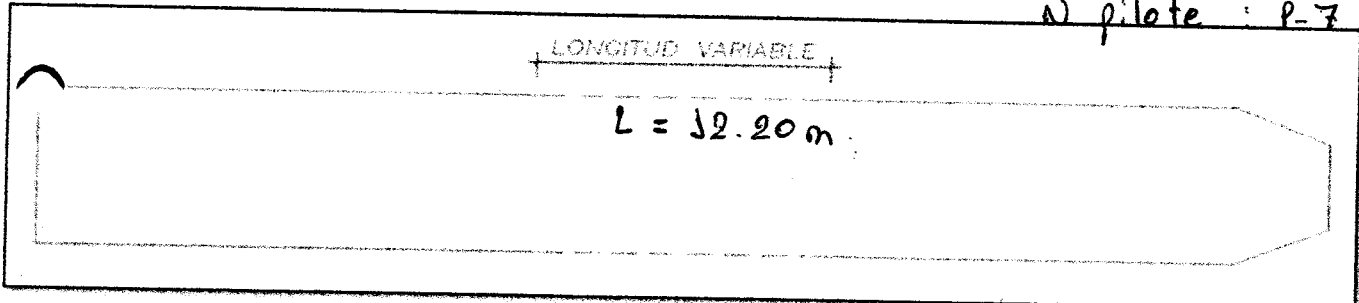 N pilote : P-7
LONGITUD VARIABLE
L = 12.20 m.